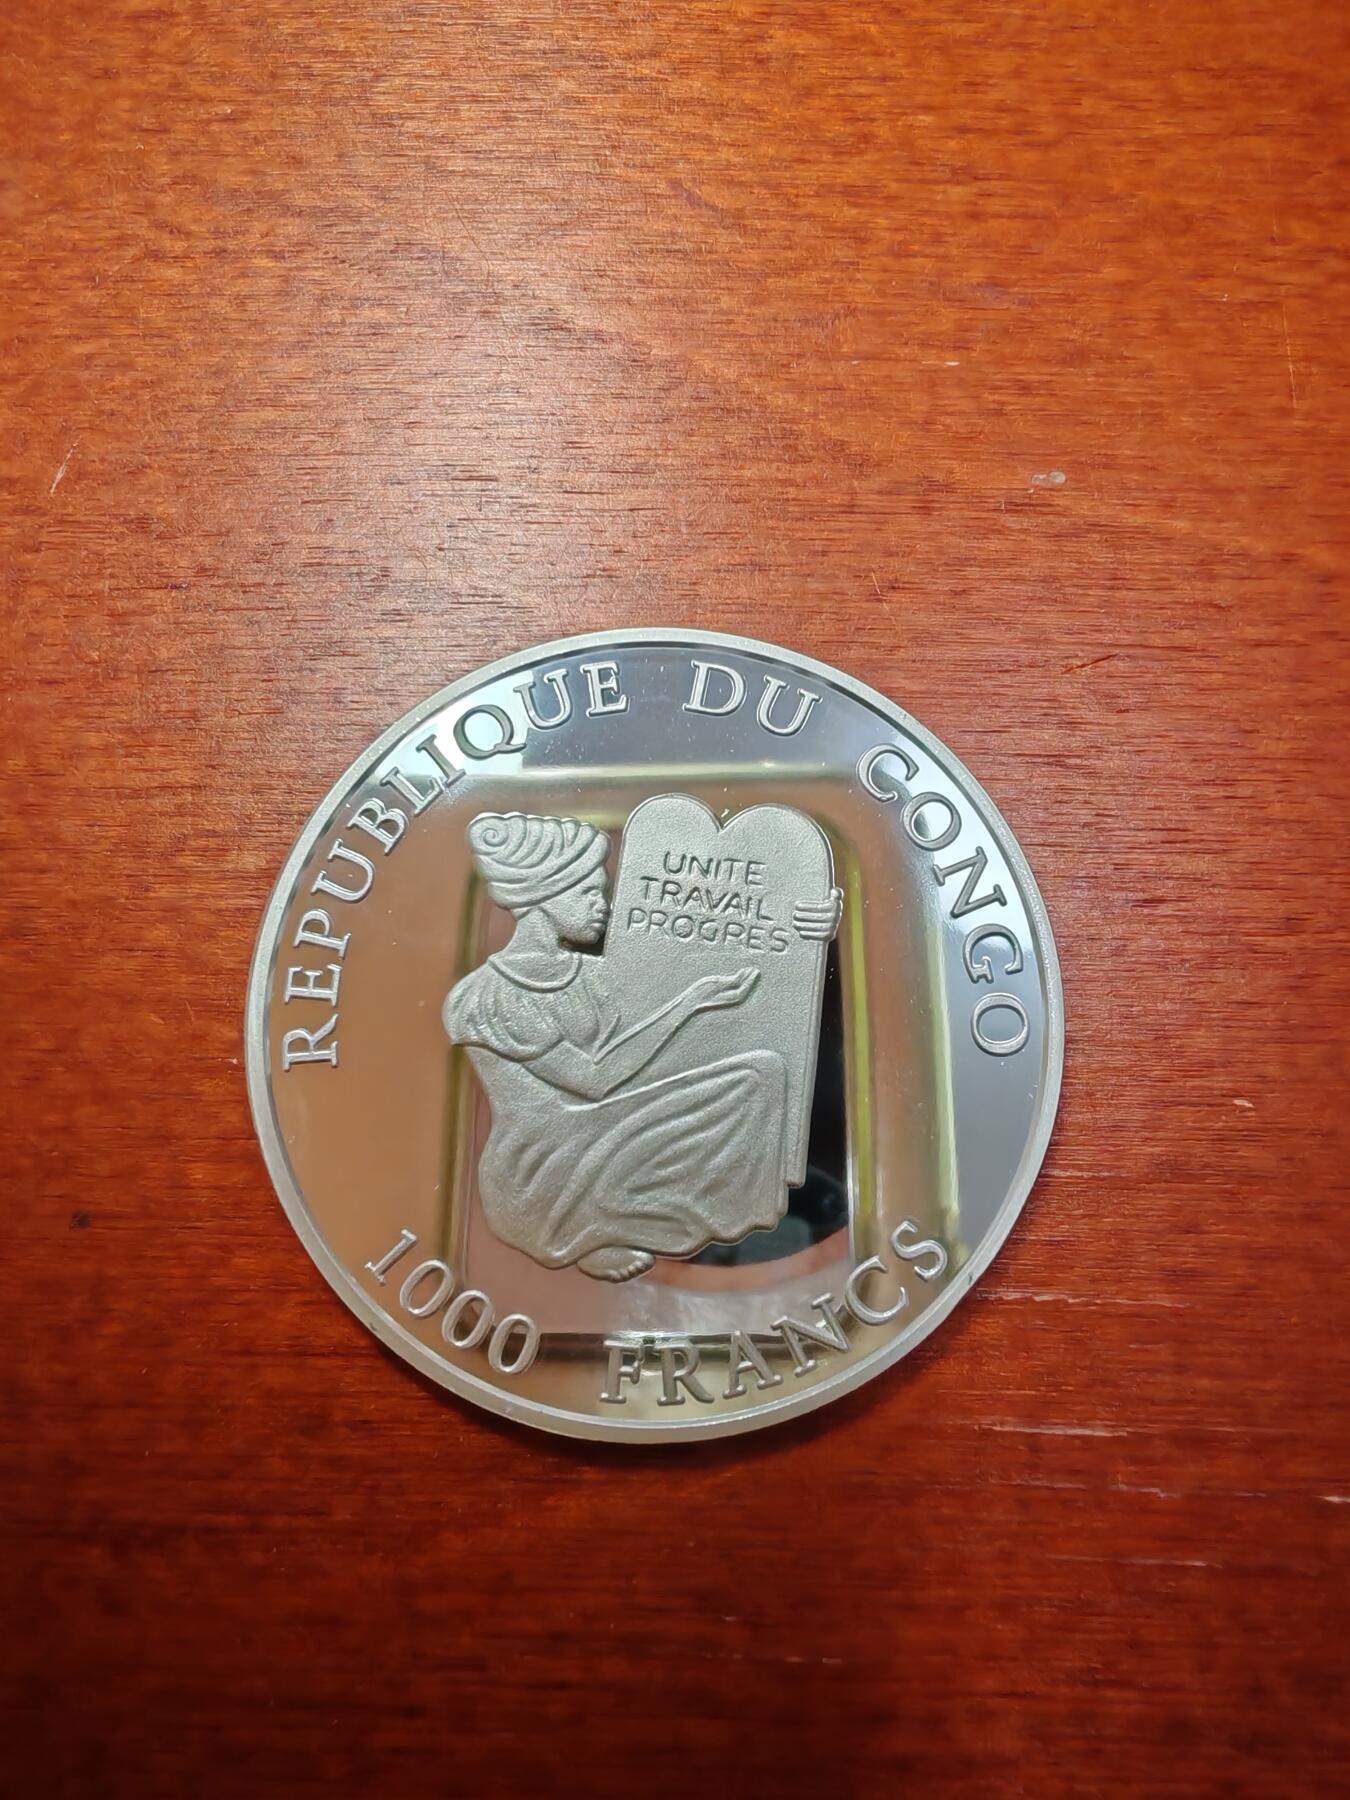 REPUBLIQUE DU CONGO
UNITE
TRAVAIL
PROGRES
1000 FRANCS